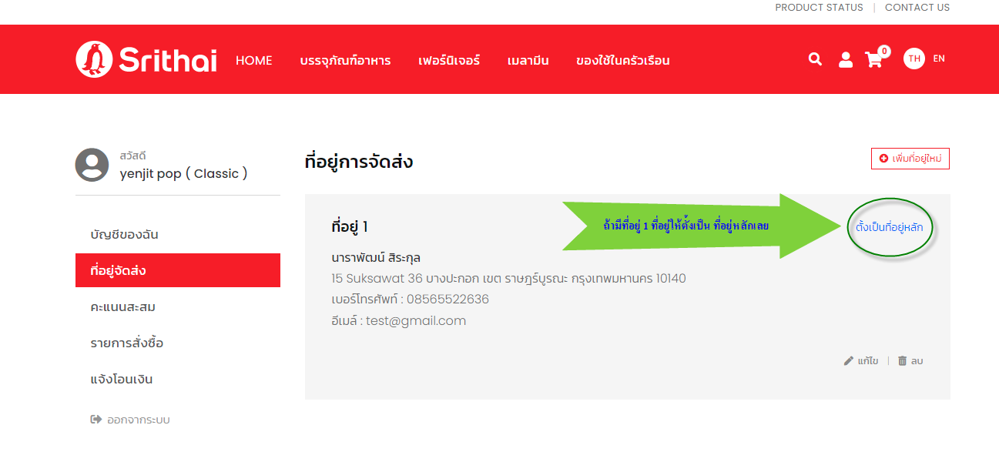 PRODUCT STATUS | CONTACT US
Srithai HOME บรรจุภัณฑ์อาหาร เฟอร์นิเจอร์ เมลามีน ของใช้ในครัวเรือน 0 TH EN
สวัสดี
yenjit pop ( Classic )
บัญชีของฉัน
ที่อยู่จัดส่ง
คะแนนสะสม
รายการสั่งซื้อ
แจ้งโอนเงิน
ออกจากระบบ
ที่อยู่การจัดส่ง
เพิ่มที่อยู่ใหม่
ที่อยู่ 1
ถ้ามีที่อยู่ 1 ที่อยู่ให้ตั้งเป็น ที่อยู่หลักเลย
ตั้งเป็นที่อยู่หลัก
นาราพัฒน์ สิระกุล
15 Suksawat 36 บางปะกอก เขต ราษฎร์บูรณะ กรุงเทพมหานคร 10140
เบอร์โทรศัพท์ : 08565522636
อีเมล์ : test@gmail.com
แก้ไข | ลบ